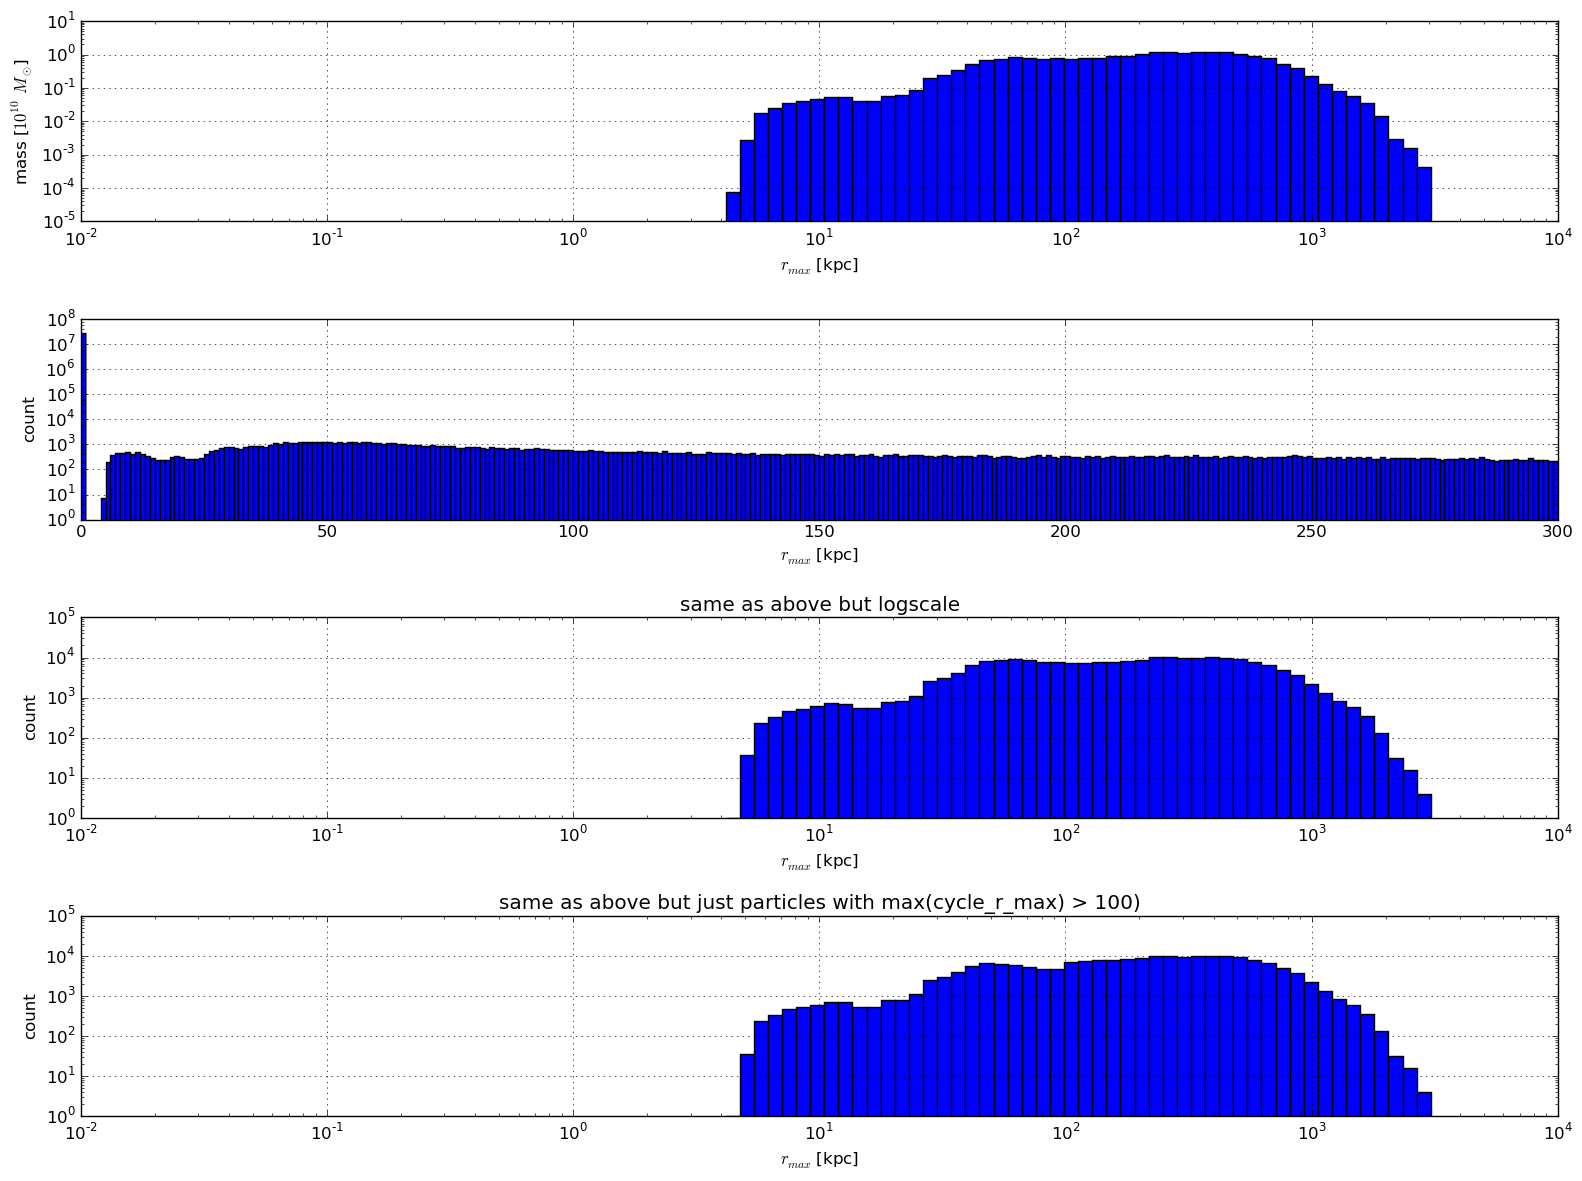 10^1
10^0
10^-1
10^-2
10^-3
10^-4
10^-5
mass [10^10 M_⊙]
10^-2 10^-1 10^0 10^1 10^2 10^3 10^4
r_max [kpc]
10^8
10^7
10^6
10^5
10^4
10^3
10^2
10^1
10^0
count
0 50 100 150 200 250 300
r_max [kpc]
same as above but logscale
10^5
10^4
10^3
10^2
10^1
10^0
count
10^-2 10^-1 10^0 10^1 10^2 10^3 10^4
r_max [kpc]
same as above but just particles with max(cycle_r_max) > 100)
10^5
10^4
10^3
10^2
10^1
10^0
count
10^-2 10^-1 10^0 10^1 10^2 10^3 10^4
r_max [kpc]